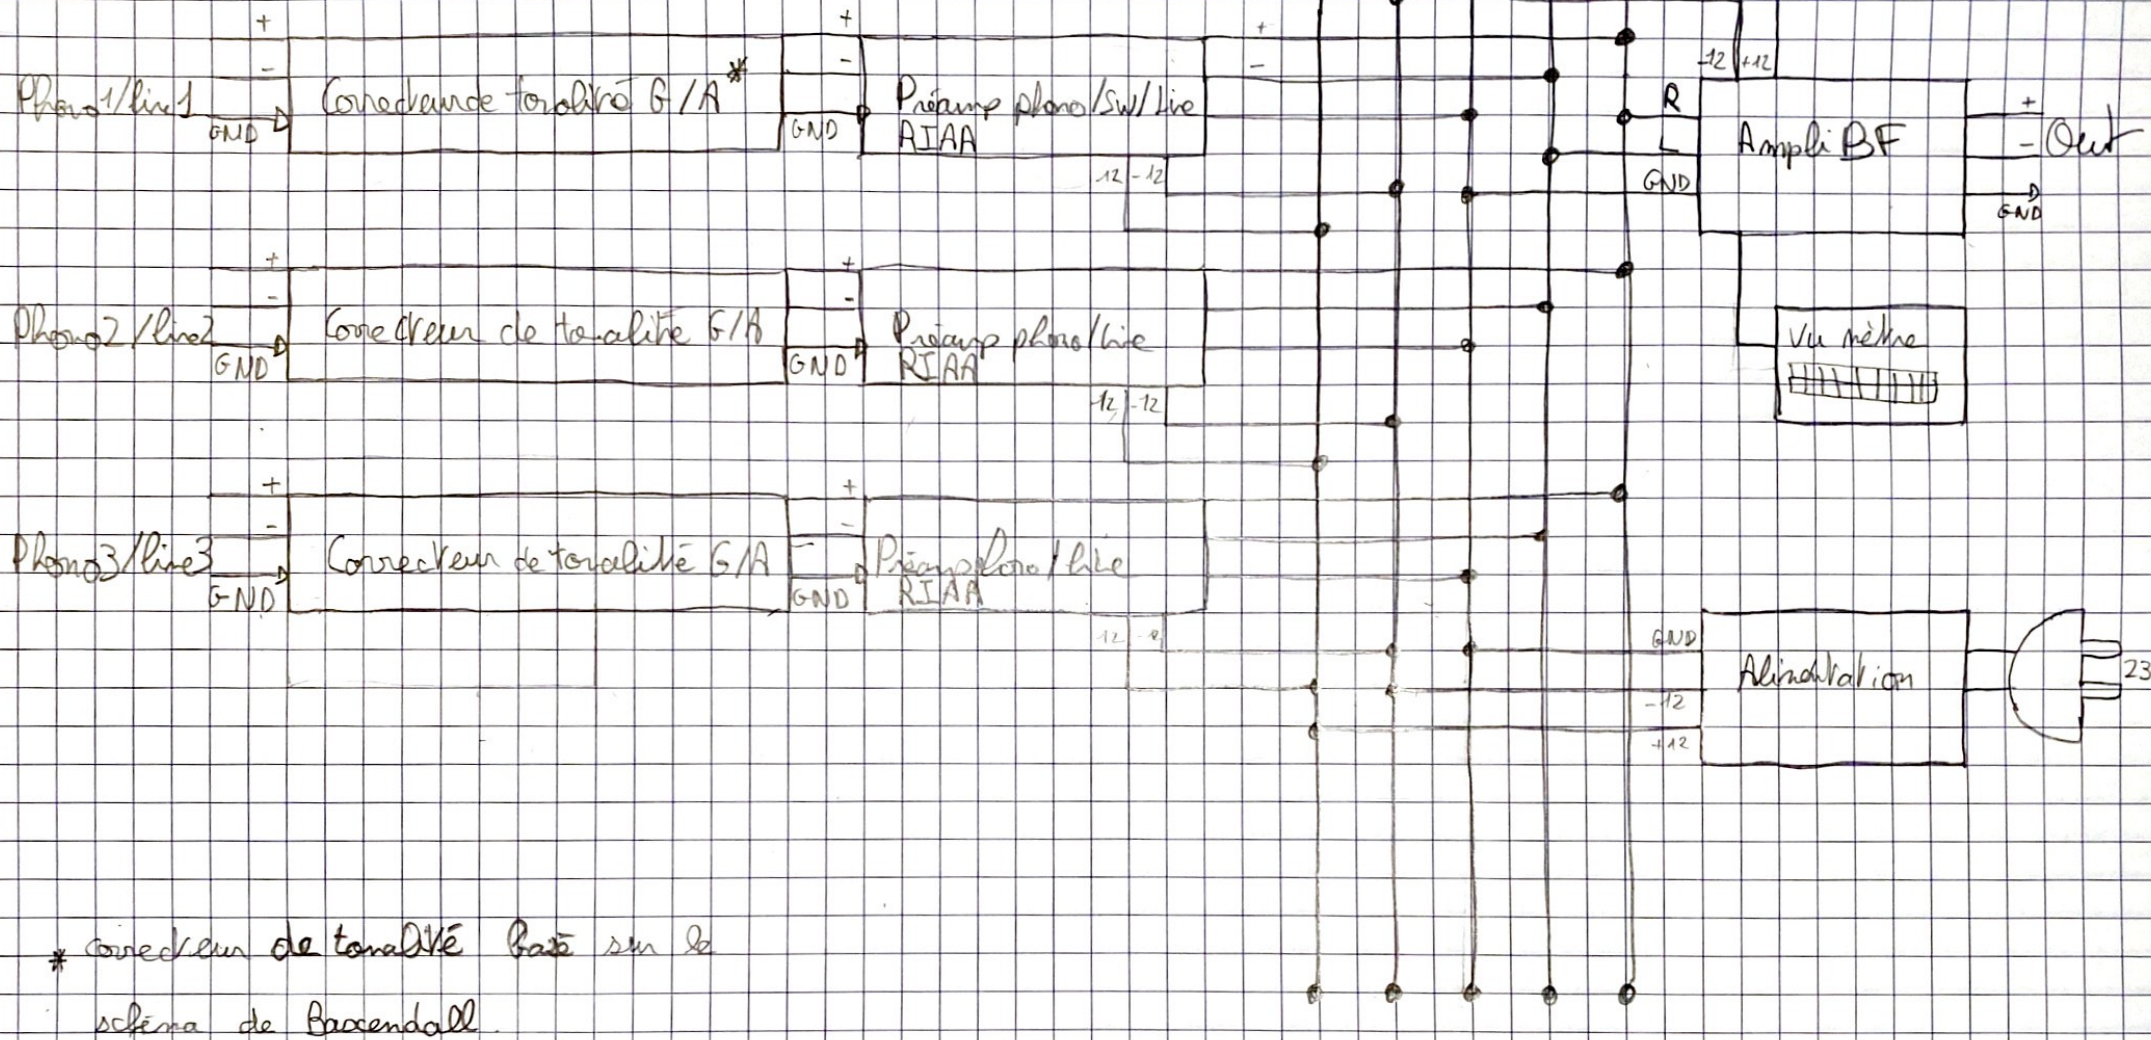 +
-
Phono1/line1
GND
Correcteur de tonalité G/A*
+
-
GND
Préamp phono/sw/line
RIAA
12 -12
+
-
-12 +12
R
L
GND
Ampli BF
+
- Out
GND
+
-
Phono2/line2
GND
Correcteur de tonalité G/A
+
-
GND
Préamp phono/line
RIAA
12 -12
Vu mètre
+
-
Phono3/line3
GND
Correcteur de tonalité G/A
+
-
GND
Préamp phono/line
RIAA
12
GND
-12
+12
Alimentation
23
* correcteur de tonalité basé sur le
schéma de Baxendall